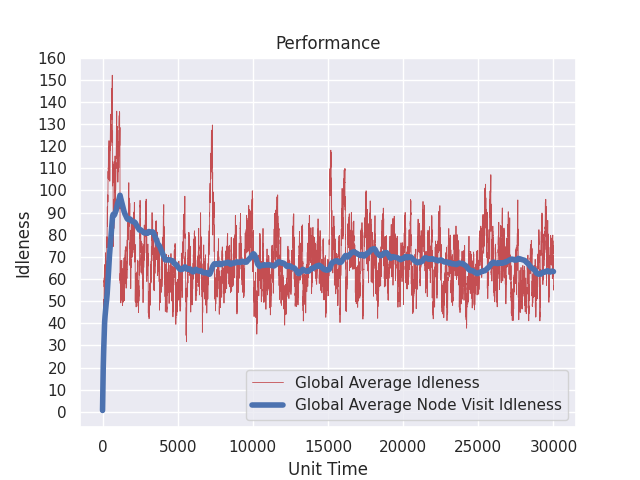 Performance
160
150
140
130
120
110
100
90
80
70
60
50
40
30
20
10
0
Idleness
Global Average Idleness
Global Average Node Visit Idleness
0 5000 10000 15000 20000 25000 30000
Unit Time